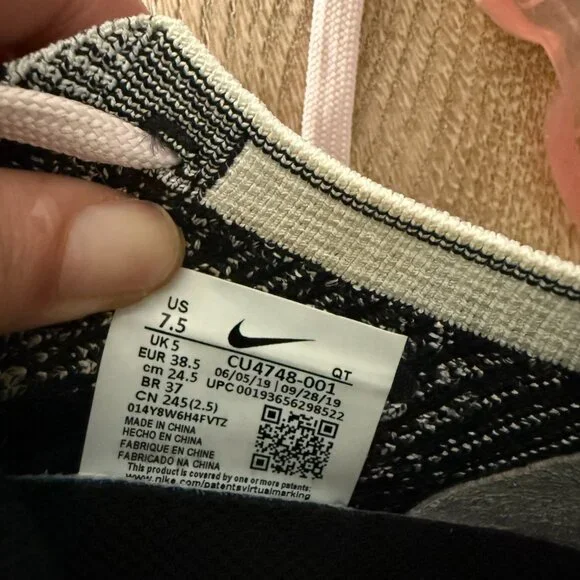 US
7.5
UK 5
EUR 38.5
cm 24.5
BR 37
CN 245(2.5)
014Y8W6H4FVTZ
MADE IN CHINA
HECHO EN CHINA
FABRIQUE EN CHINE
FABRICADO NA CHINA
CU4748-001 QT
06/05/19 | 09/28/19
UPC 00193656298522
This product is covered by one or more patents:
www.nike.com/patentsvirtualmarking